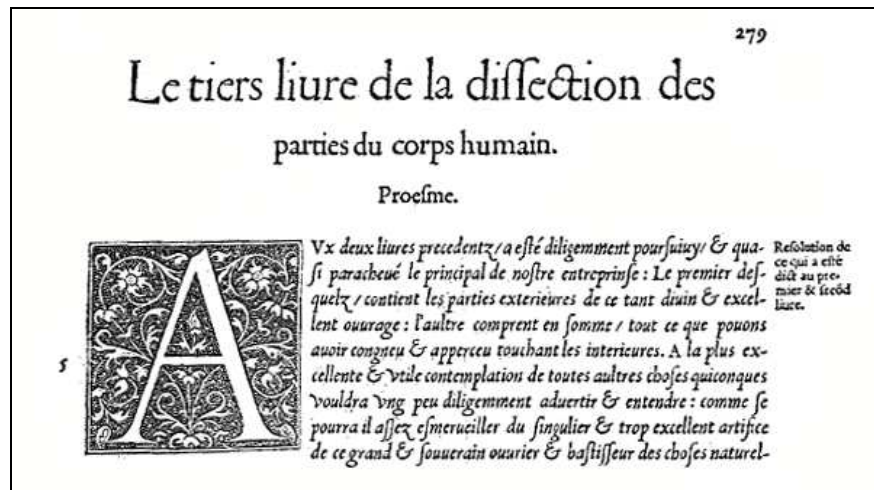 279
Le tiers liure de la diſſection des
parties du corps humain.
Proeſme.
AVx deux liures precedentz/a eſté diligemment pourſuiuy/ & qua-
ſi paracheué le principal de noſtre entreprinſe : Le premier deſ-
quelz / contient les parties exterieures de ce tant diuin & excel-
lent ouurage : l'aultre comprent en ſomme / tout ce que pouons
auoir congneu & apperceu touchant les interieures. A la plus ex-
cellente & vtile contemplation de toutes aultres choſes quiconques
vouldra vng peu diligemment aduertir & entendre : comme ſe
pourra il aſſez eſmerueiller du ſingulier & trop excellent artifice
de ce grand & ſouuerain ouurier & baſtiſſeur des choſes naturel-
Reſolution de
ce qui a eſté
dict au pre-
mier & ſecõd
liure.
5